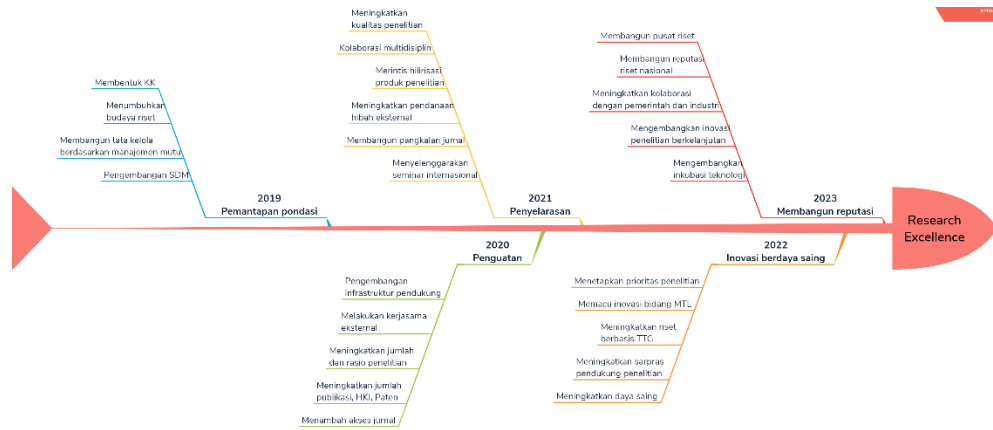 Membentuk KK
Menumbuhkan
budaya riset
Membangun tata kelola
berdasarkan manajemen mutu
Pengembangan SDM
2019
Pemantapan pondasi
Meningkatkan
kualitas penelitian
Kolaborasi multidisiplin
Merintis hilirisasi
produk penelitian
Meningkatkan pendanaan
hibah eksternal
Membangun pangkalan jurnal
Menyelenggarakan
seminar internasional
2021
Penyelarasan
Membangun pusat riset
Membangun reputasi
riset nasional
Meningkatkan kolaborasi
dengan pemerintah dan industri
Mengembangkan inovasi
penelitian berkelanjutan
Mengembangkan
inkubasi teknologi
2023
Membangun reputasi
Research
Excellence
2020
Penguatan
Pengembangan
infrastruktur pendukung
Melakukan kerjasama
eksternal
Meningkatkan jumlah
dan rasio penelitian
Meningkatkan jumlah
publikasi, HKI, Paten
Menambah akses jurnal
2022
Inovasi berdaya saing
Menetapkan prioritas penelitian
Memacu inovasi bidang MTL
Meningkatkan riset
berbasis TTG
Meningkatkan sarpras
pendukung penelitian
Meningkatkan daya saing